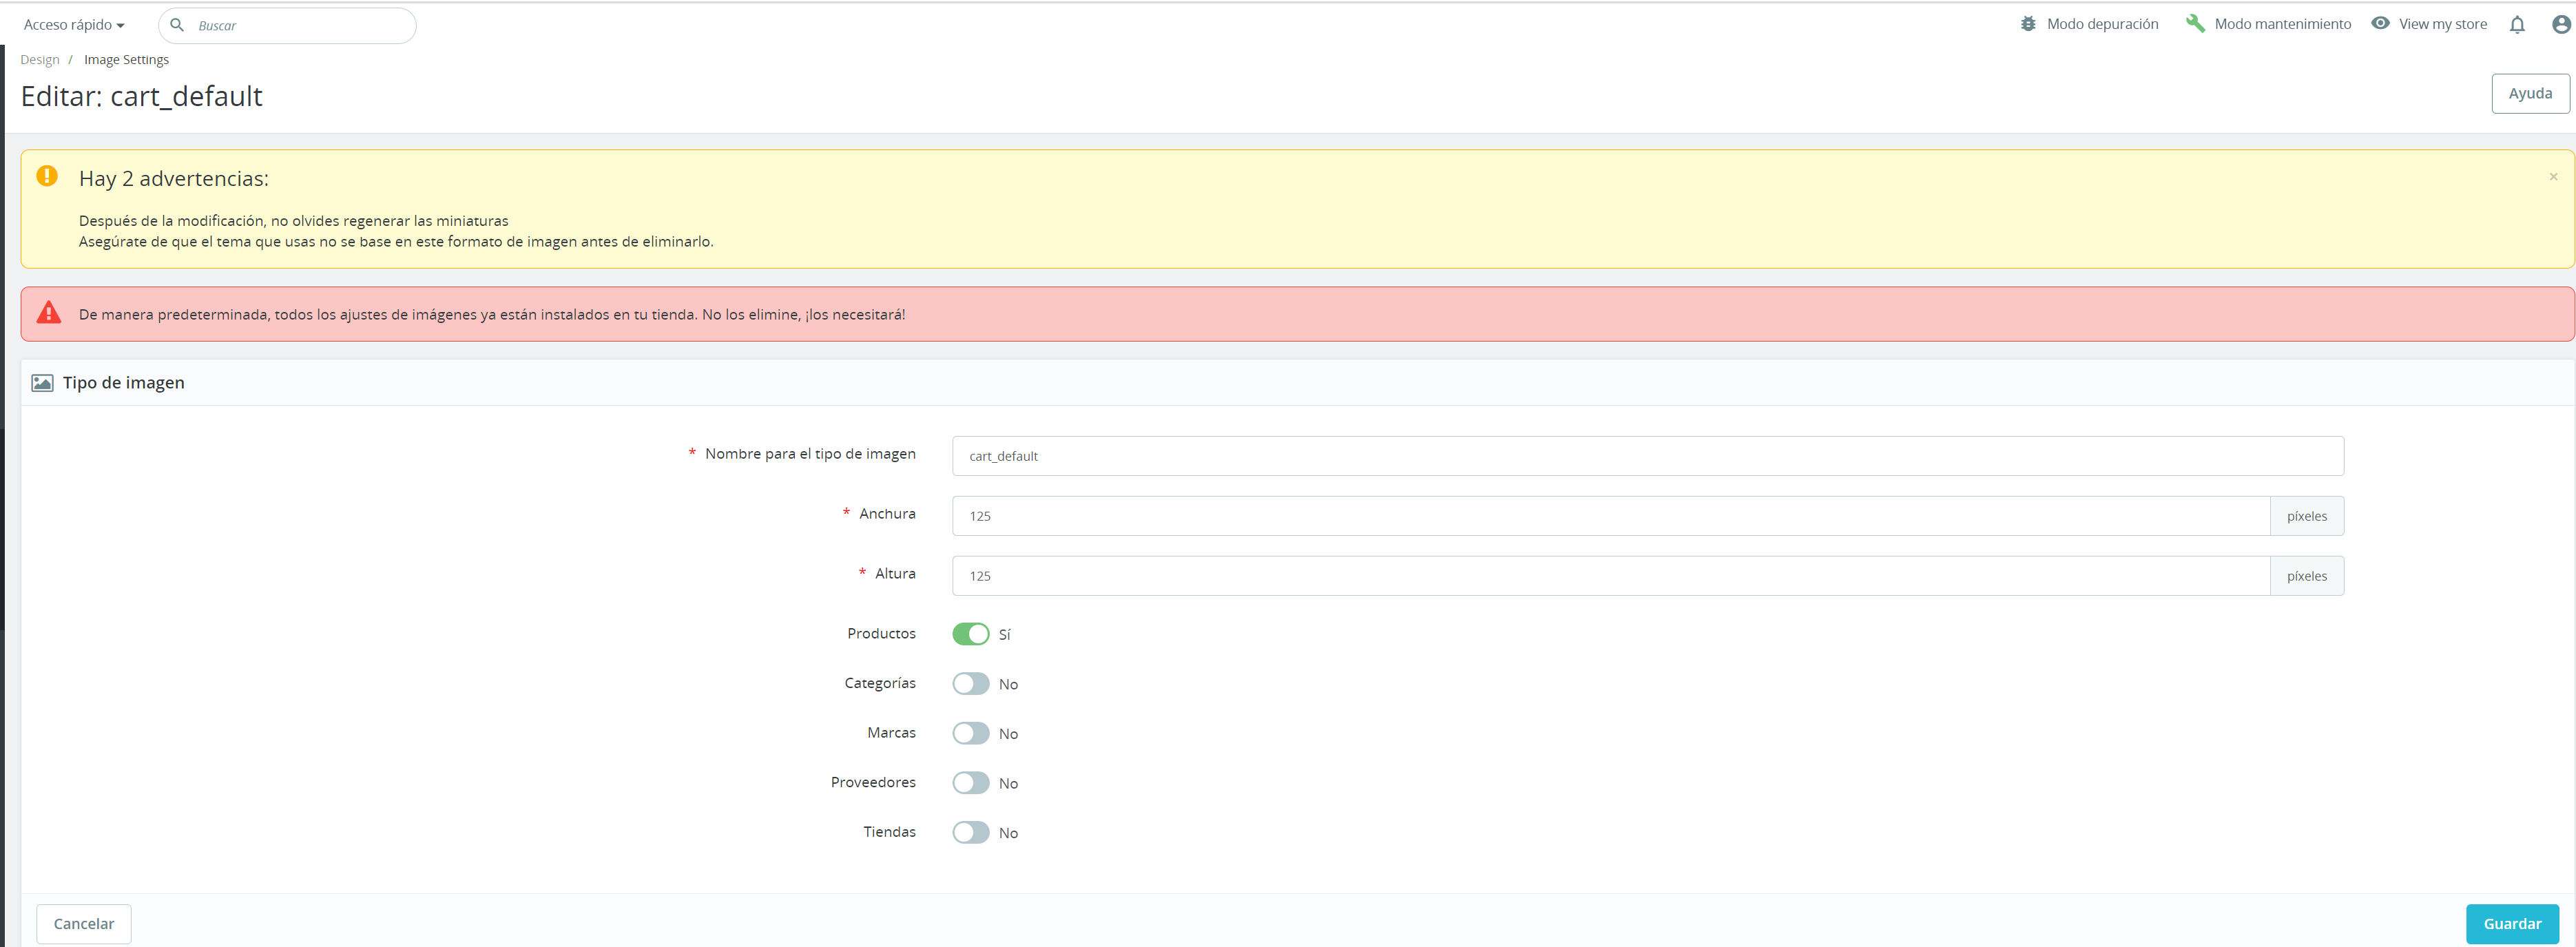 Acceso rápido
Buscar
Modo depuración
Modo mantenimiento
View my store
Design / Image Settings
Editar: cart_default
Ayuda
Hay 2 advertencias:
×
Después de la modificación, no olvides regenerar las miniaturas
Asegúrate de que el tema que usas no se base en este formato de imagen antes de eliminarlo.
De manera predeterminada, todos los ajustes de imágenes ya están instalados en tu tienda. No los elimine, ¡los necesitará!
Tipo de imagen
* Nombre para el tipo de imagen
cart_default
* Anchura
125
píxeles
* Altura
125
píxeles
Productos
Sí
Categorías
No
Marcas
No
Proveedores
No
Tiendas
No
Cancelar
Guardar